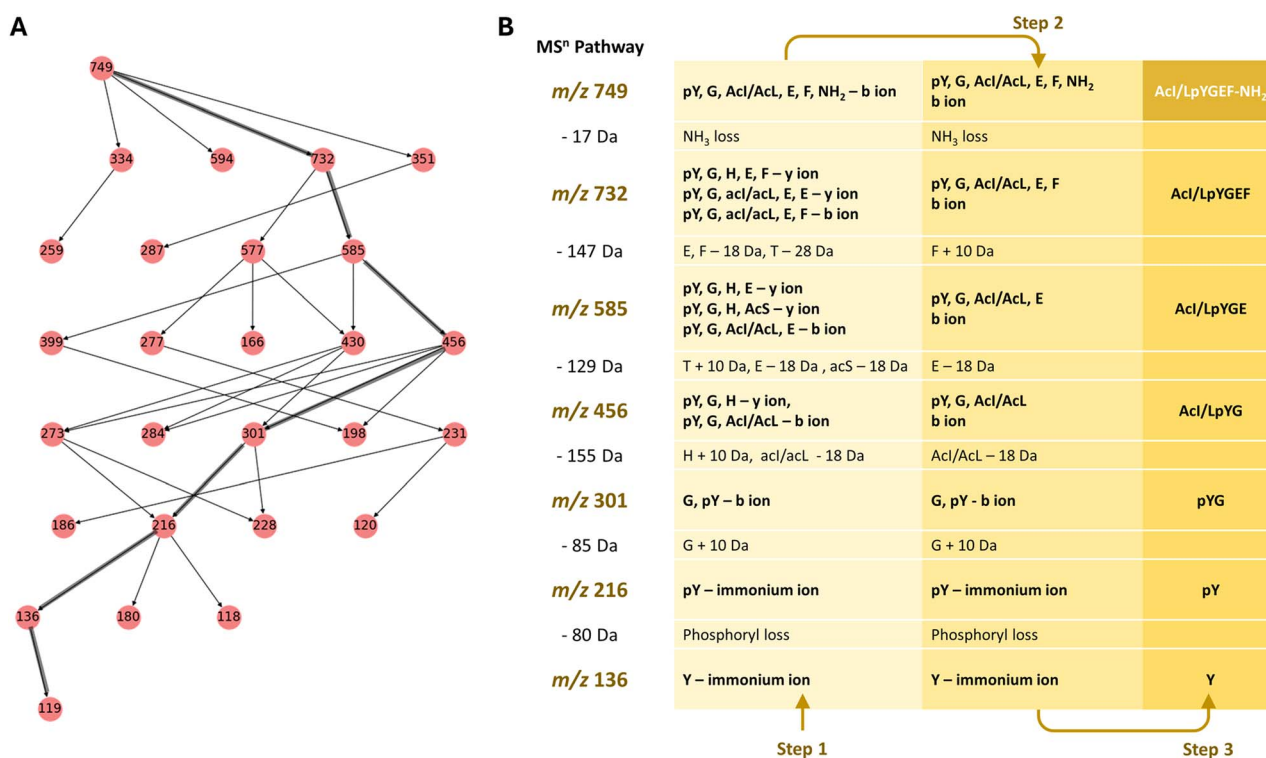 A
749
334
594
732
351
259
287
577
585
399
277
166
430
456
273
284
301
198
231
186
216
228
120
136
180
118
119
B
Step 2
MSⁿ Pathway
m/z 749
pY, G, AcI/AcL, E, F, NH₂ – b ion
pY, G, AcI/AcL, E, F, NH₂
b ion
AcI/LpYGEF-NH₂
- 17 Da
NH₃ loss
NH₃ loss
m/z 732
pY, G, H, E, F – y ion
pY, G, acI/acL, E, E – y ion
pY, G, acI/acL, E, F – b ion
pY, G, AcI/AcL, E, F
b ion
AcI/LpYGEF
- 147 Da
E, F – 18 Da, T – 28 Da
F + 10 Da
m/z 585
pY, G, H, E – y ion
pY, G, H, AcS – y ion
pY, G, AcI/AcL, E – b ion
pY, G, AcI/AcL, E
b ion
AcI/LpYGE
- 129 Da
T + 10 Da, E – 18 Da , acS – 18 Da
E – 18 Da
m/z 456
pY, G, H – y ion,
pY, G, AcI/AcL – b ion
pY, G, AcI/AcL
b ion
AcI/LpYG
- 155 Da
H + 10 Da, acI/acL - 18 Da
AcI/AcL – 18 Da
m/z 301
G, pY – b ion
G, pY - b ion
pYG
- 85 Da
G + 10 Da
G + 10 Da
m/z 216
pY – immonium ion
pY – immonium ion
pY
- 80 Da
Phosphoryl loss
Phosphoryl loss
m/z 136
Y – immonium ion
Y – immonium ion
Y
Step 1
Step 3